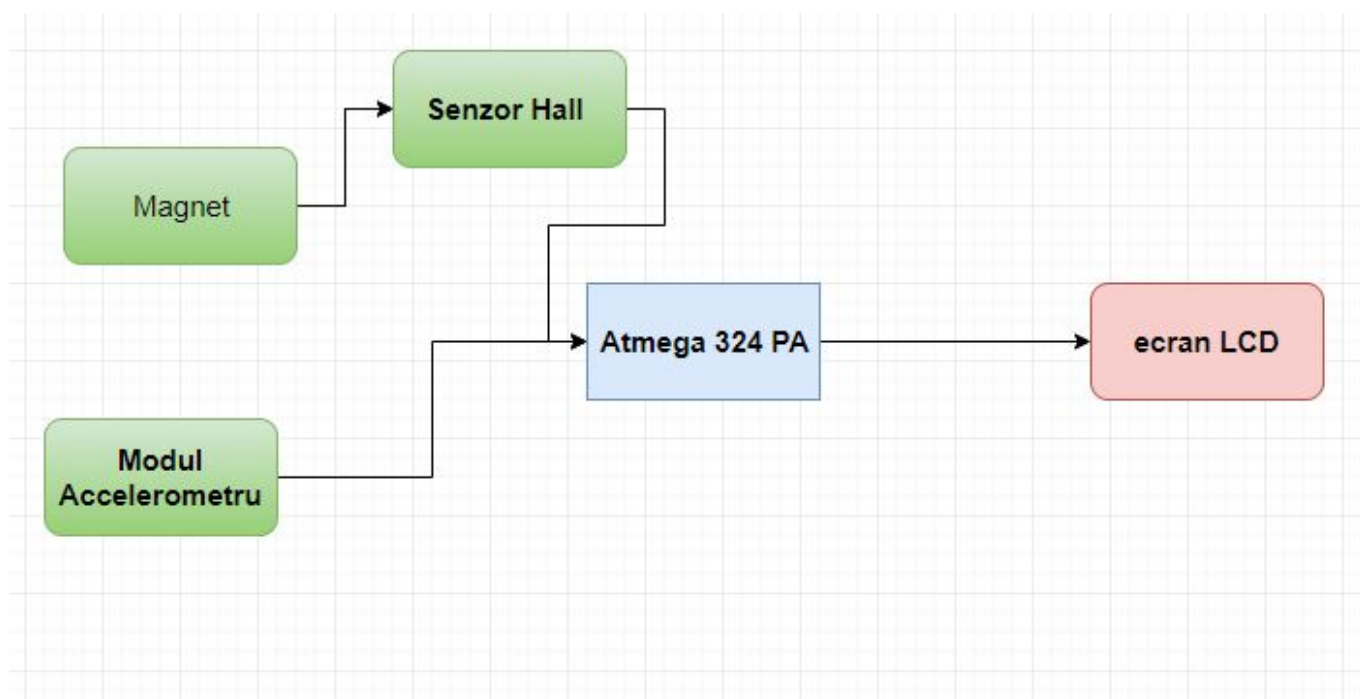 Senzor Hall
Magnet
Atmega 324 PA
ecran LCD
Modul
Accelerometru